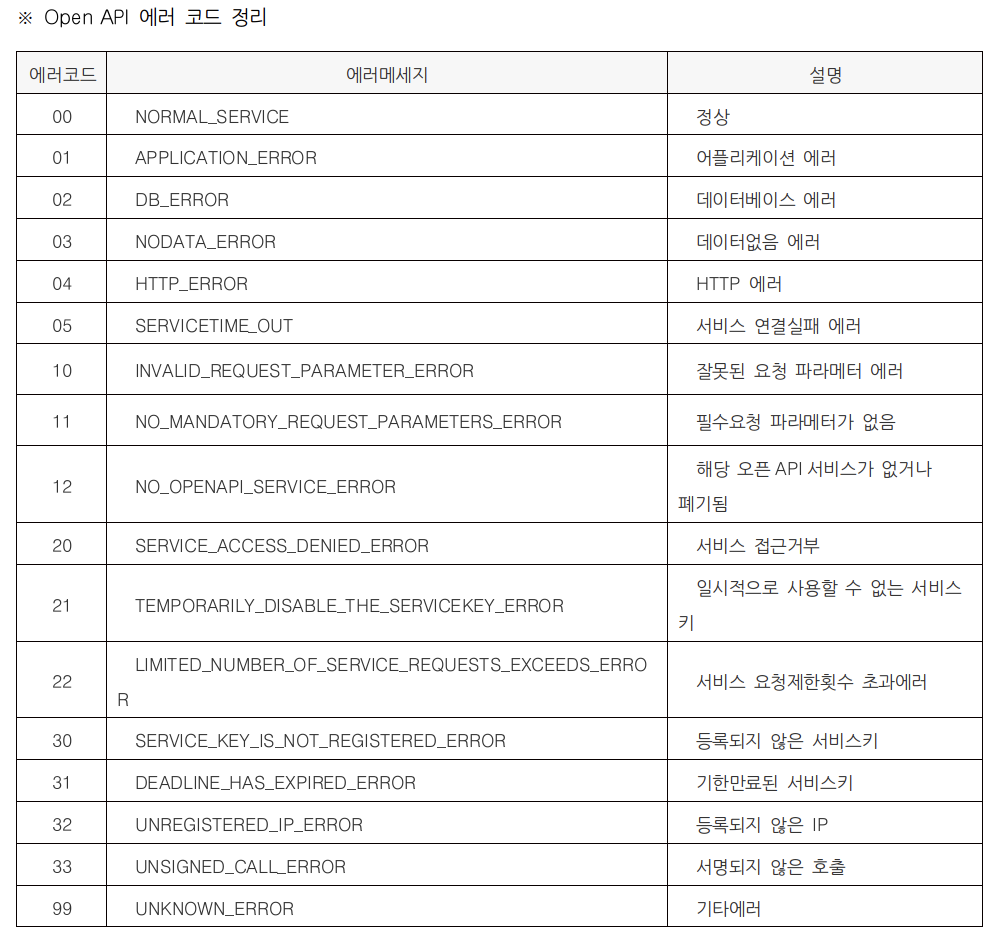 ※ Open API 에러 코드 정리
에러코드 에러메세지 설명
00 NORMAL_SERVICE 정상
01 APPLICATION_ERROR 어플리케이션 에러
02 DB_ERROR 데이터베이스 에러
03 NODATA_ERROR 데이터없음 에러
04 HTTP_ERROR HTTP 에러
05 SERVICETIME_OUT 서비스 연결실패 에러
10 INVALID_REQUEST_PARAMETER_ERROR 잘못된 요청 파라메터 에러
11 NO_MANDATORY_REQUEST_PARAMETERS_ERROR 필수요청 파라메터가 없음
12 NO_OPENAPI_SERVICE_ERROR 해당 오픈 API 서비스가 없거나
폐기됨
20 SERVICE_ACCESS_DENIED_ERROR 서비스 접근거부
21 TEMPORARILY_DISABLE_THE_SERVICEKEY_ERROR 일시적으로 사용할 수 없는 서비스
키
22 LIMITED_NUMBER_OF_SERVICE_REQUESTS_EXCEEDS_ERRO
R 서비스 요청제한횟수 초과에러
30 SERVICE_KEY_IS_NOT_REGISTERED_ERROR 등록되지 않은 서비스키
31 DEADLINE_HAS_EXPIRED_ERROR 기한만료된 서비스키
32 UNREGISTERED_IP_ERROR 등록되지 않은 IP
33 UNSIGNED_CALL_ERROR 서명되지 않은 호출
99 UNKNOWN_ERROR 기타에러